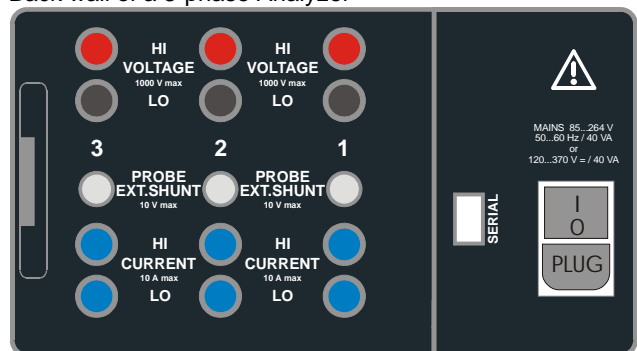 Back wall of a 3-phase Analyzer
HI HI
VOLTAGE VOLTAGE
1000 V max 1000 V max
LO LO
3 2 1
PROBE PROBE
EXT.SHUNT EXT.SHUNT
10 V max 10 V max
HI HI
CURRENT CURRENT
10 A max 10 A max
LO LO
SERIAL
MAINS 85...264 V
50...60 Hz / 40 VA
or
120...370 V = / 40 VA
I
O
PLUG